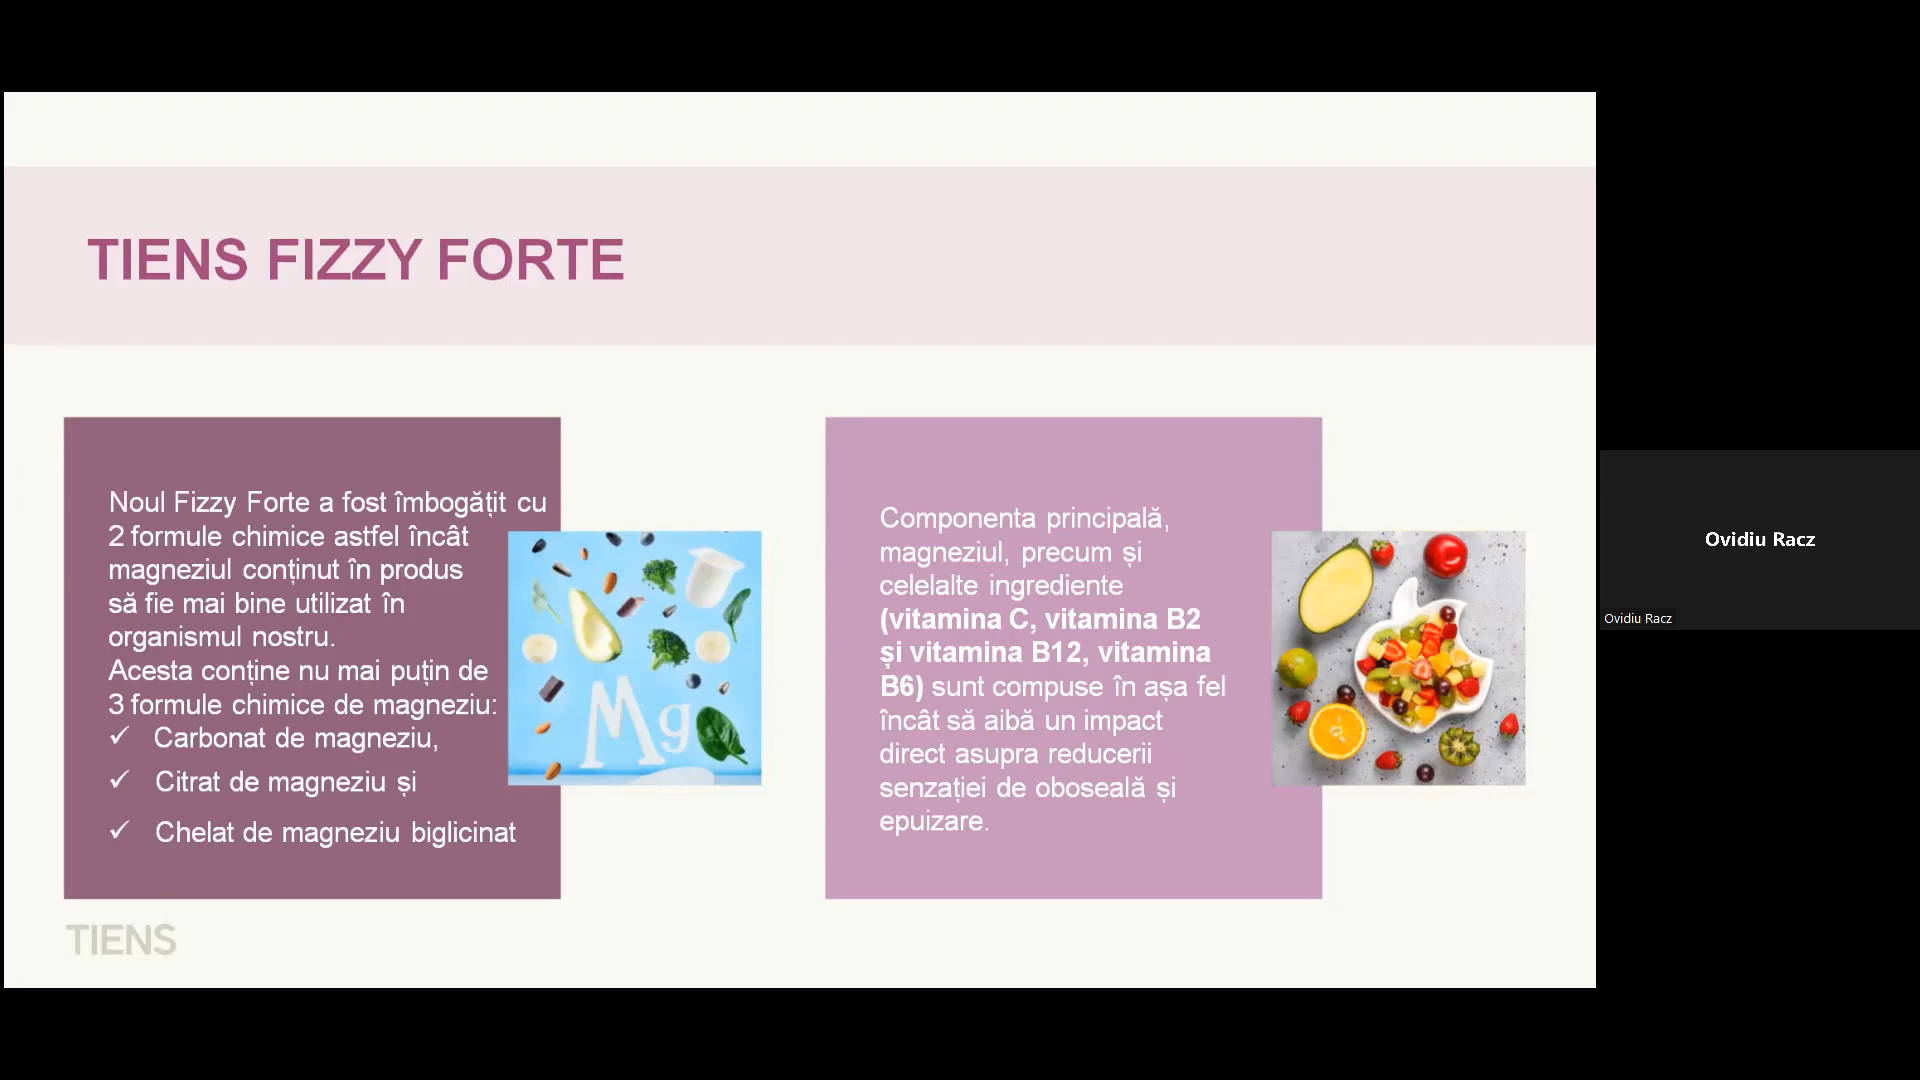 TIENS FIZZY FORTE
Noul Fizzy Forte a fost îmbogățit cu
2 formule chimice astfel încât
magneziul conținut în produs
să fie mai bine utilizat în
organismul nostru.
Acesta conține nu mai puțin de
3 formule chimice de magneziu:
✓ Carbonat de magneziu,
✓ Citrat de magneziu și
✓ Chelat de magneziu biglicinat
Mg
Componenta principală,
magneziul, precum și
celelalte ingrediente
(vitamina C, vitamina B2
și vitamina B12, vitamina
B6) sunt compuse în așa fel
încât să aibă un impact
direct asupra reducerii
senzației de oboseală și
epuizare.
TIENS
Ovidiu Racz
Ovidiu Racz